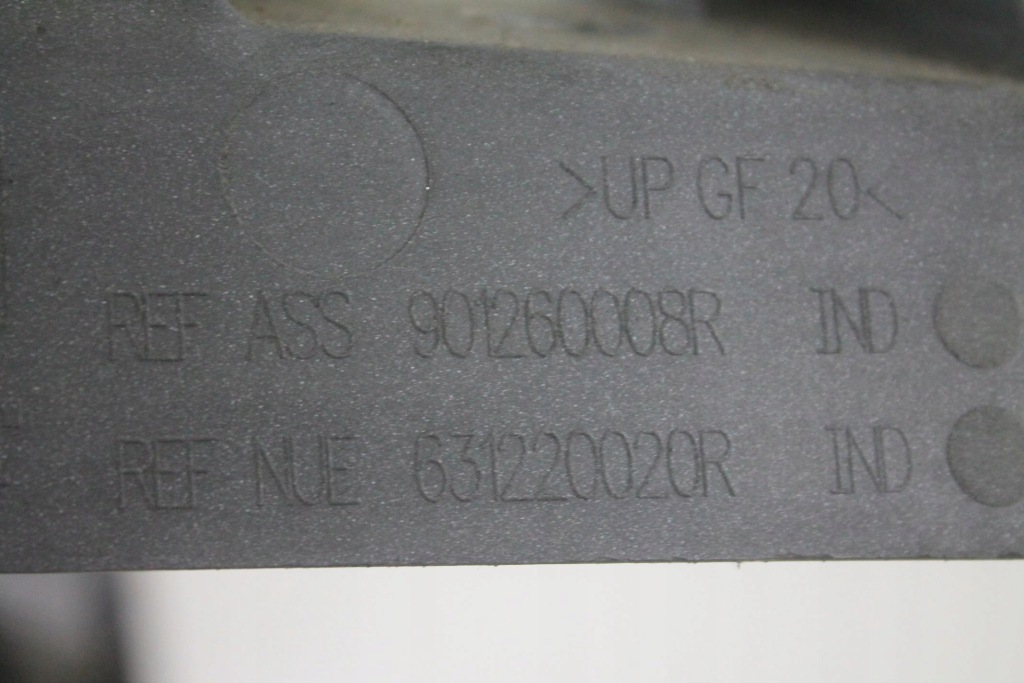 >UP GF 20<
REF ASS 901260008R IND
REF NUE 631220020R IND